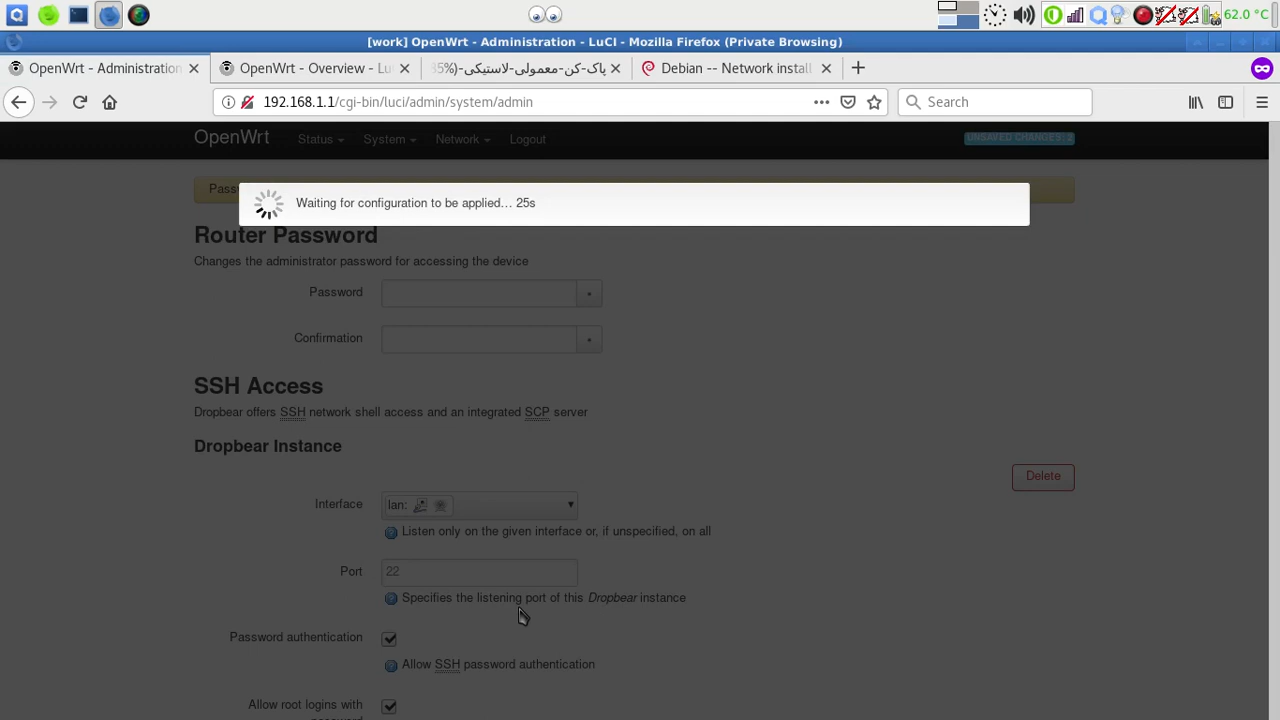 62.0 °C
[work] OpenWrt - Administration - LuCI - Mozilla Firefox (Private Browsing)
OpenWrt - Administration
OpenWrt - Overview - Lu
پاک-کن-معمولی-لاستیکی-(%35
Debian -- Network install
192.168.1.1/cgi-bin/luci/admin/system/admin
Search
OpenWrt
Status
System
Network
Logout
UNSAVED CHANGES: 2
Waiting for configuration to be applied… 25s
Router Password
Changes the administrator password for accessing the device
Password
Confirmation
SSH Access
Dropbear offers SSH network shell access and an integrated SCP server
Dropbear Instance
Delete
Interface
lan:
Listen only on the given interface or, if unspecified, on all
Port
22
Specifies the listening port of this Dropbear instance
Password authentication
Allow SSH password authentication
Allow root logins with